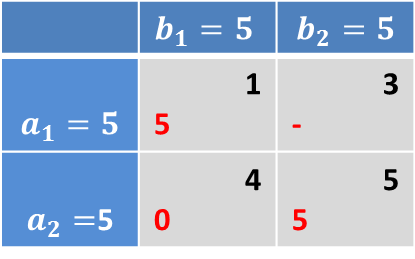 b₁ = 5 b₂ = 5
1 3
a₁ = 5 5 -
4 5
a₂ =5 0 5